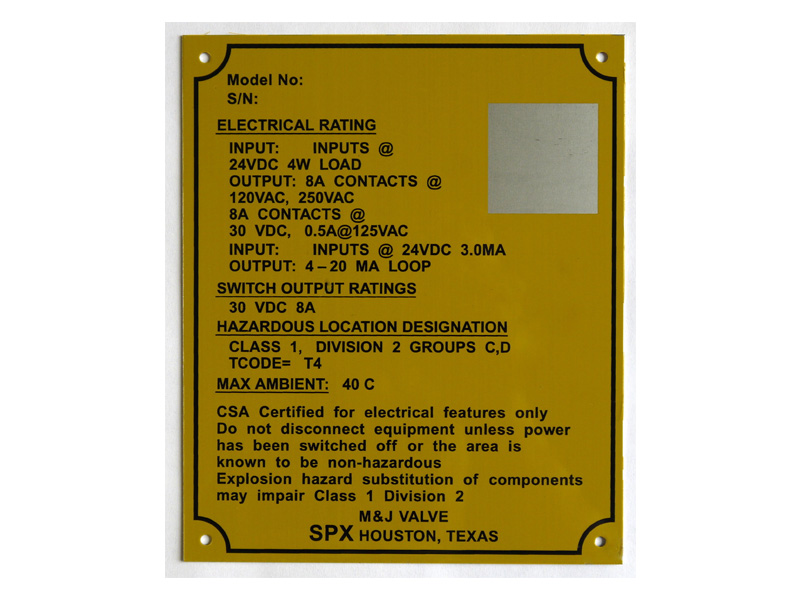 Model No:
S/N:
ELECTRICAL RATING
INPUT: INPUTS @
24VDC 4W LOAD
OUTPUT: 8A CONTACTS @
120VAC, 250VAC
8A CONTACTS @
30 VDC, 0.5A@125VAC
INPUT: INPUTS @ 24VDC 3.0MA
OUTPUT: 4–20 MA LOOP
SWITCH OUTPUT RATINGS
30 VDC 8A
HAZARDOUS LOCATION DESIGNATION
CLASS 1, DIVISION 2 GROUPS C,D
TCODE= T4
MAX AMBIENT: 40 C
CSA Certified for electrical features only
Do not disconnect equipment unless power
has been switched off or the area is
known to be non-hazardous
Explosion hazard substitution of components
may impair Class 1 Division 2
M&J VALVE
SPX HOUSTON, TEXAS